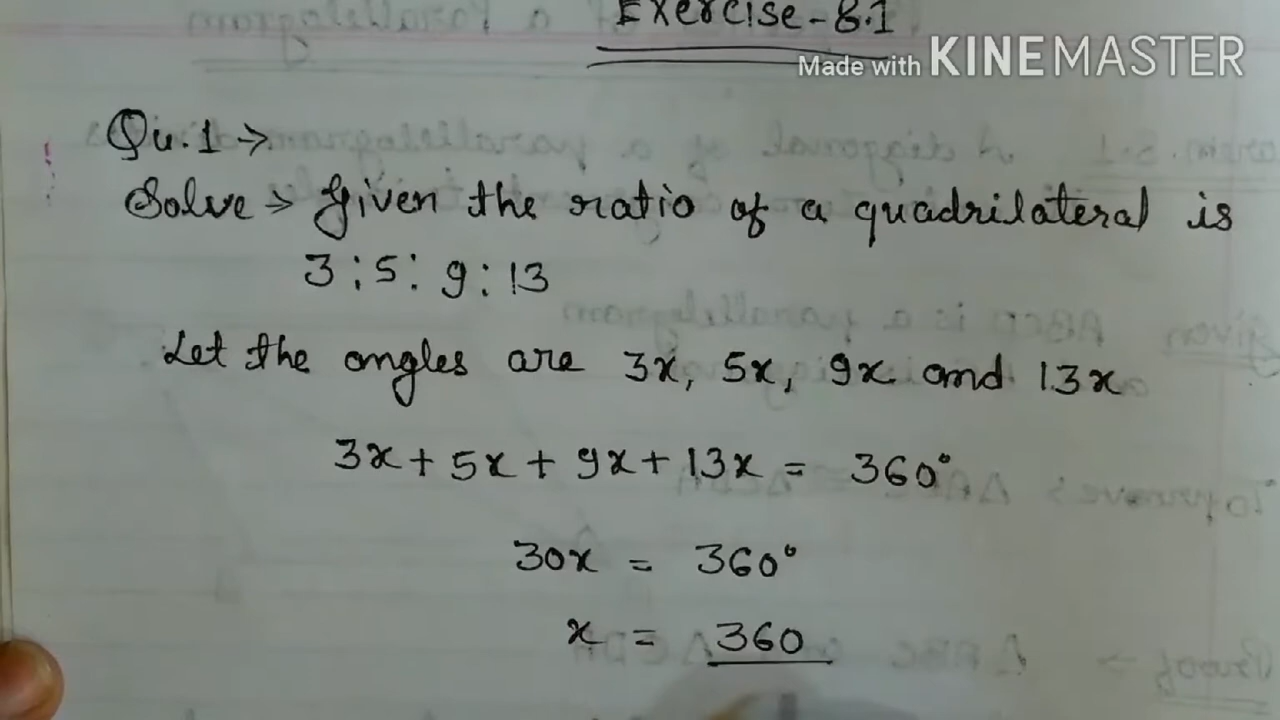 Exercise-8.1
Made with KINEMASTER
Qu.1→
Solve → Given the ratio of a quadrilateral is
3:5:9:13
Let the angles are 3x, 5x, 9x and 13x
3x + 5x + 9x + 13x = 360°
30x = 360°
x = 360